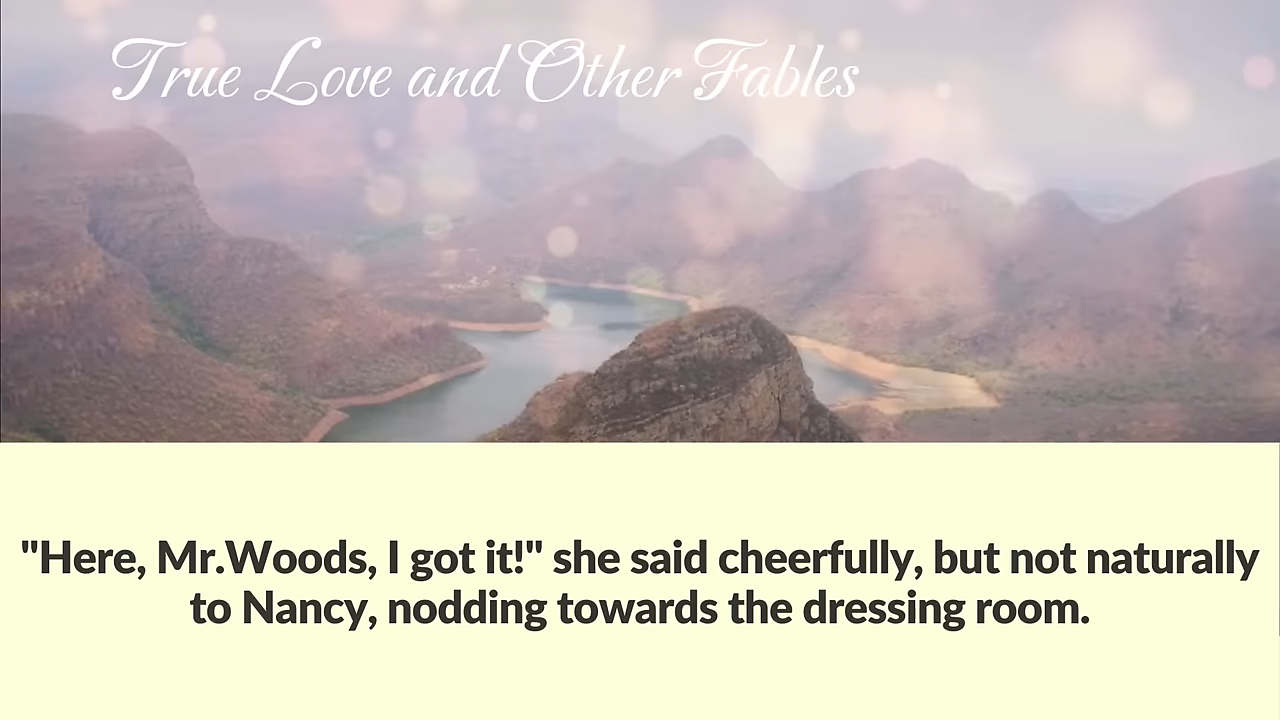 True Love and Other Fables
"Here, Mr.Woods, I got it!" she said cheerfully, but not naturally
to Nancy, nodding towards the dressing room.